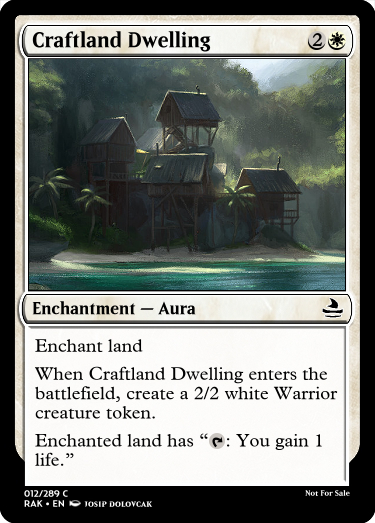 Craftland Dwelling 2
Enchantment — Aura
Enchant land
When Craftland Dwelling enters the
battlefield, create a 2/2 white Warrior
creature token.
Enchanted land has “: You gain 1
life.”
012/289 C Not For Sale
RAK • EN JOSIP DOLOVCAK